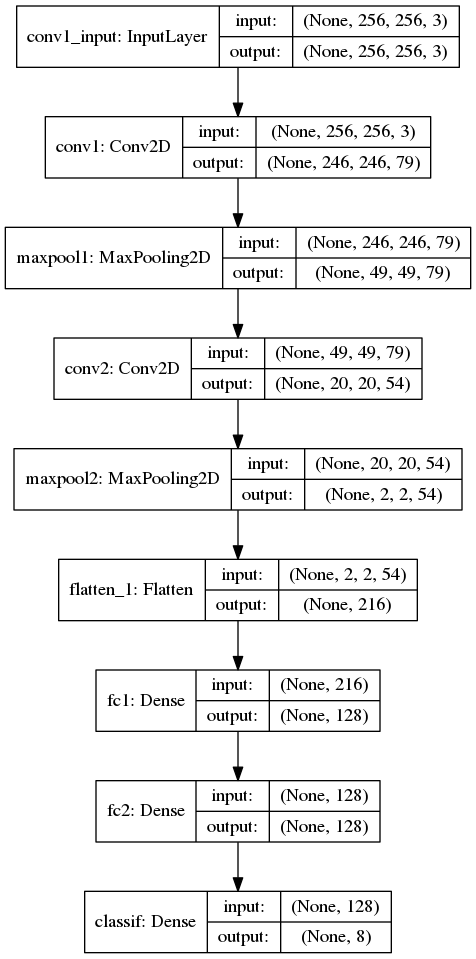 conv1_input: InputLayer
input: (None, 256, 256, 3)
output: (None, 256, 256, 3)
conv1: Conv2D
input: (None, 256, 256, 3)
output: (None, 246, 246, 79)
maxpool1: MaxPooling2D
input: (None, 246, 246, 79)
output: (None, 49, 49, 79)
conv2: Conv2D
input: (None, 49, 49, 79)
output: (None, 20, 20, 54)
maxpool2: MaxPooling2D
input: (None, 20, 20, 54)
output: (None, 2, 2, 54)
flatten_1: Flatten
input: (None, 2, 2, 54)
output: (None, 216)
fc1: Dense
input: (None, 216)
output: (None, 128)
fc2: Dense
input: (None, 128)
output: (None, 128)
classif: Dense
input: (None, 128)
output: (None, 8)